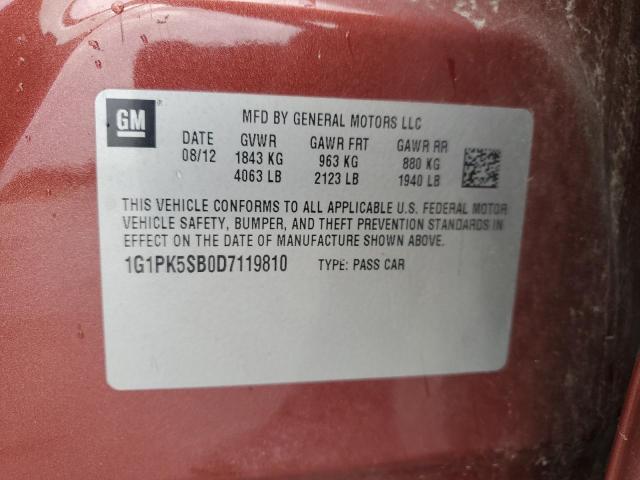 GM
MFD BY GENERAL MOTORS LLC
DATE GVWR GAWR FRT GAWR RR
08/12 1843 KG 963 KG 880 KG
4063 LB 2123 LB 1940 LB
THIS VEHICLE CONFORMS TO ALL APPLICABLE U.S. FEDERAL MOTOR
VEHICLE SAFETY, BUMPER, AND THEFT PREVENTION STANDARDS IN
EFFECT ON THE DATE OF MANUFACTURE SHOWN ABOVE.
1G1PK5SB0D7119810 TYPE: PASS CAR